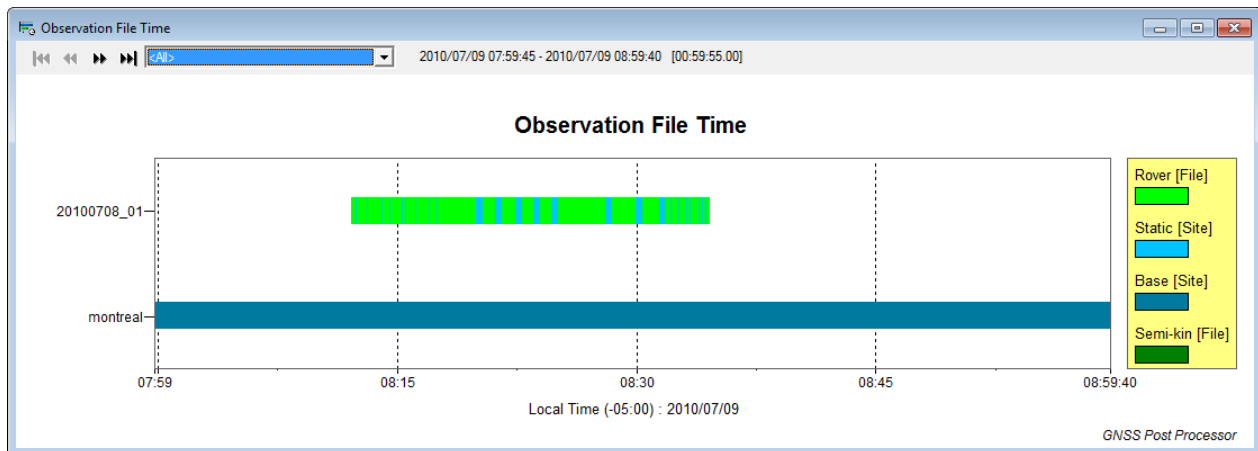 Observation File Time
<All>
2010/07/09 07:59:45 - 2010/07/09 08:59:40 [00:59:55.00]
Observation File Time
20100708_01
montreal
07:59
08:15
08:30
08:45
08:59:40
Local Time (-05:00) : 2010/07/09
Rover [File]
Static [Site]
Base [Site]
Semi-kin [File]
GNSS Post Processor